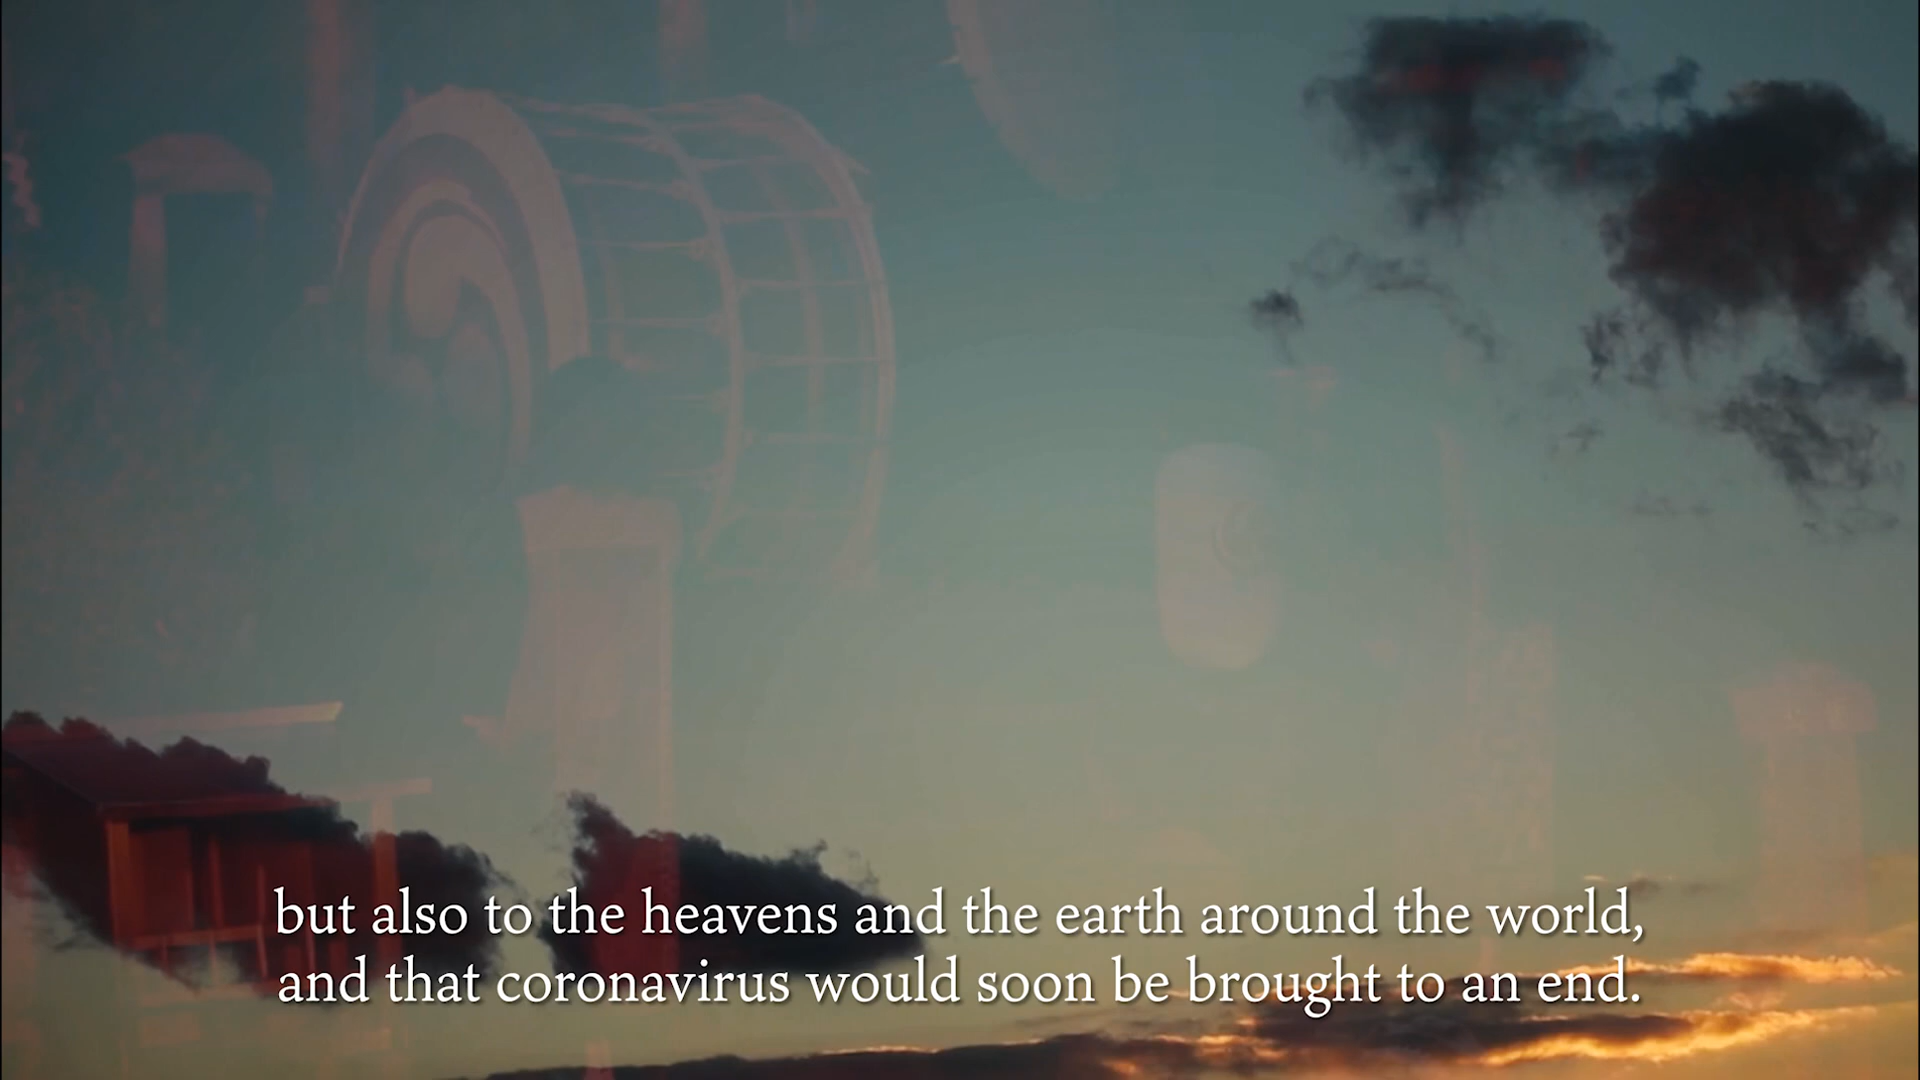 but also to the heavens and the earth around the world,
and that coronavirus would soon be brought to an end.